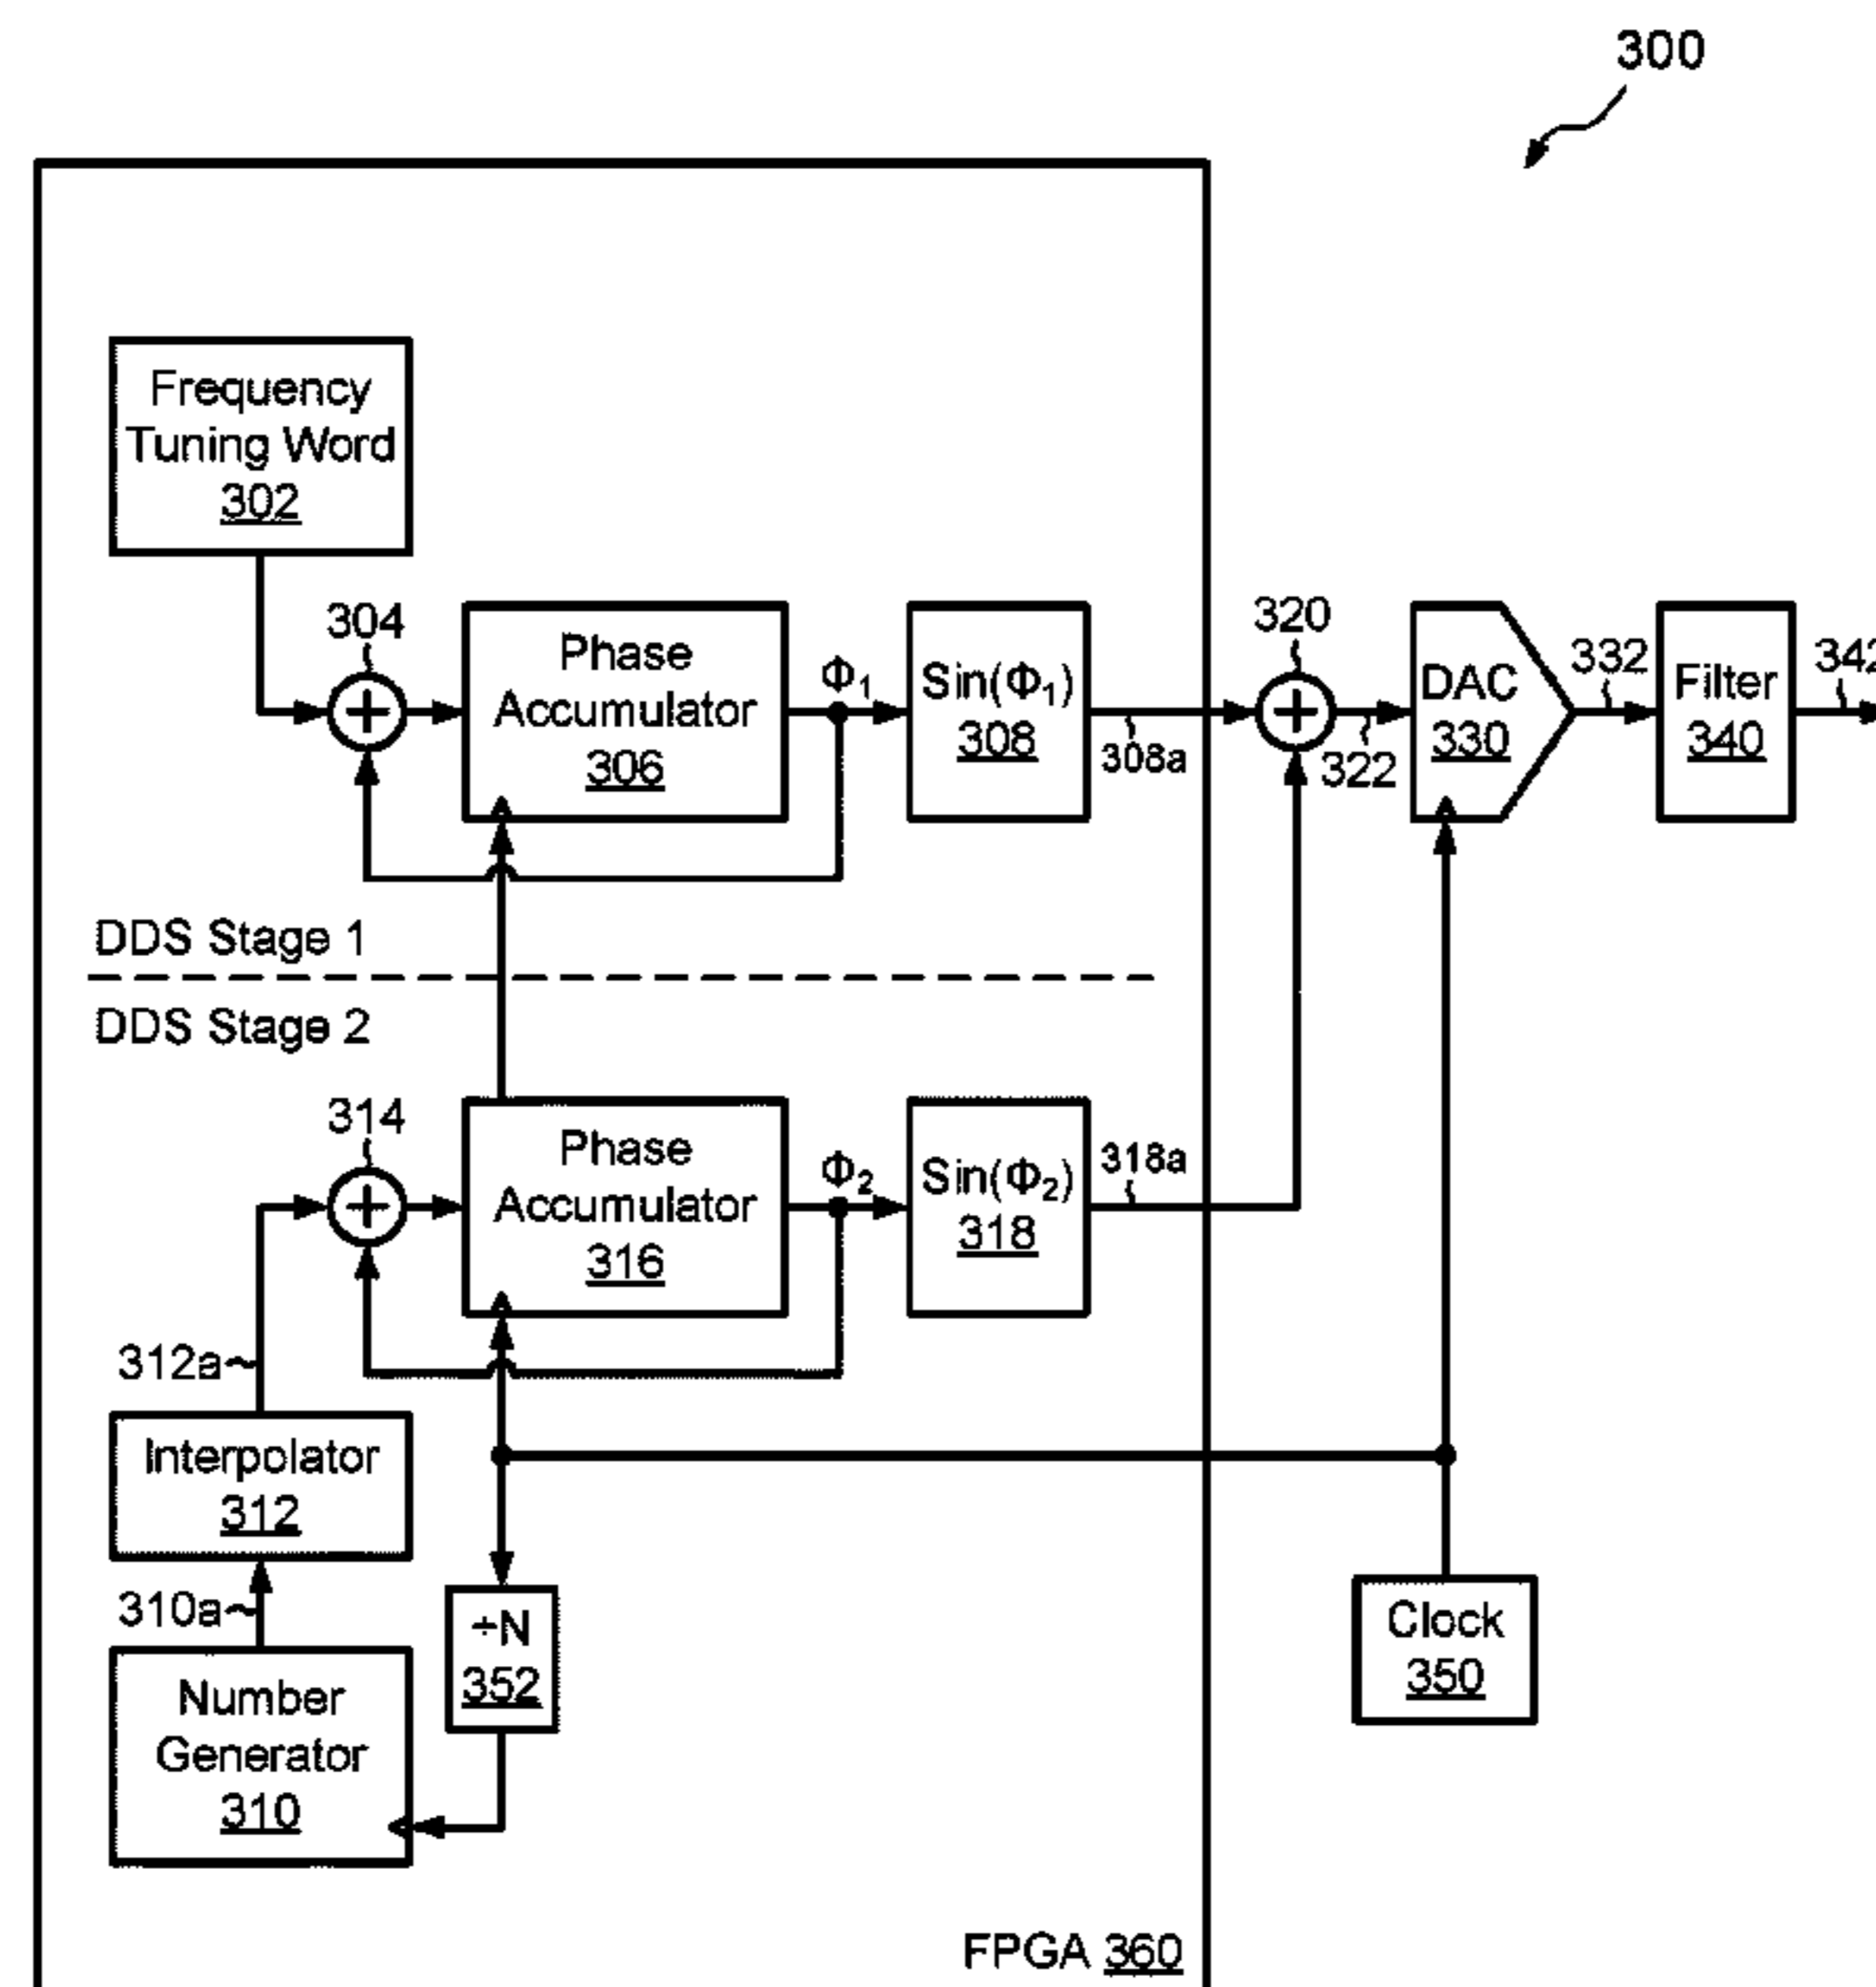 300
Frequency
Tuning Word
302
304
Phase
Accumulator
306
Φ1
Sin(Φ1)
308
308a
320
322
DAC
330
332
Filter
340
342
DDS Stage 1
DDS Stage 2
314
Phase
Accumulator
316
Φ2
Sin(Φ2)
318
318a
312a
Interpolator
312
310a
÷N
352
Number
Generator
310
Clock
350
FPGA 360